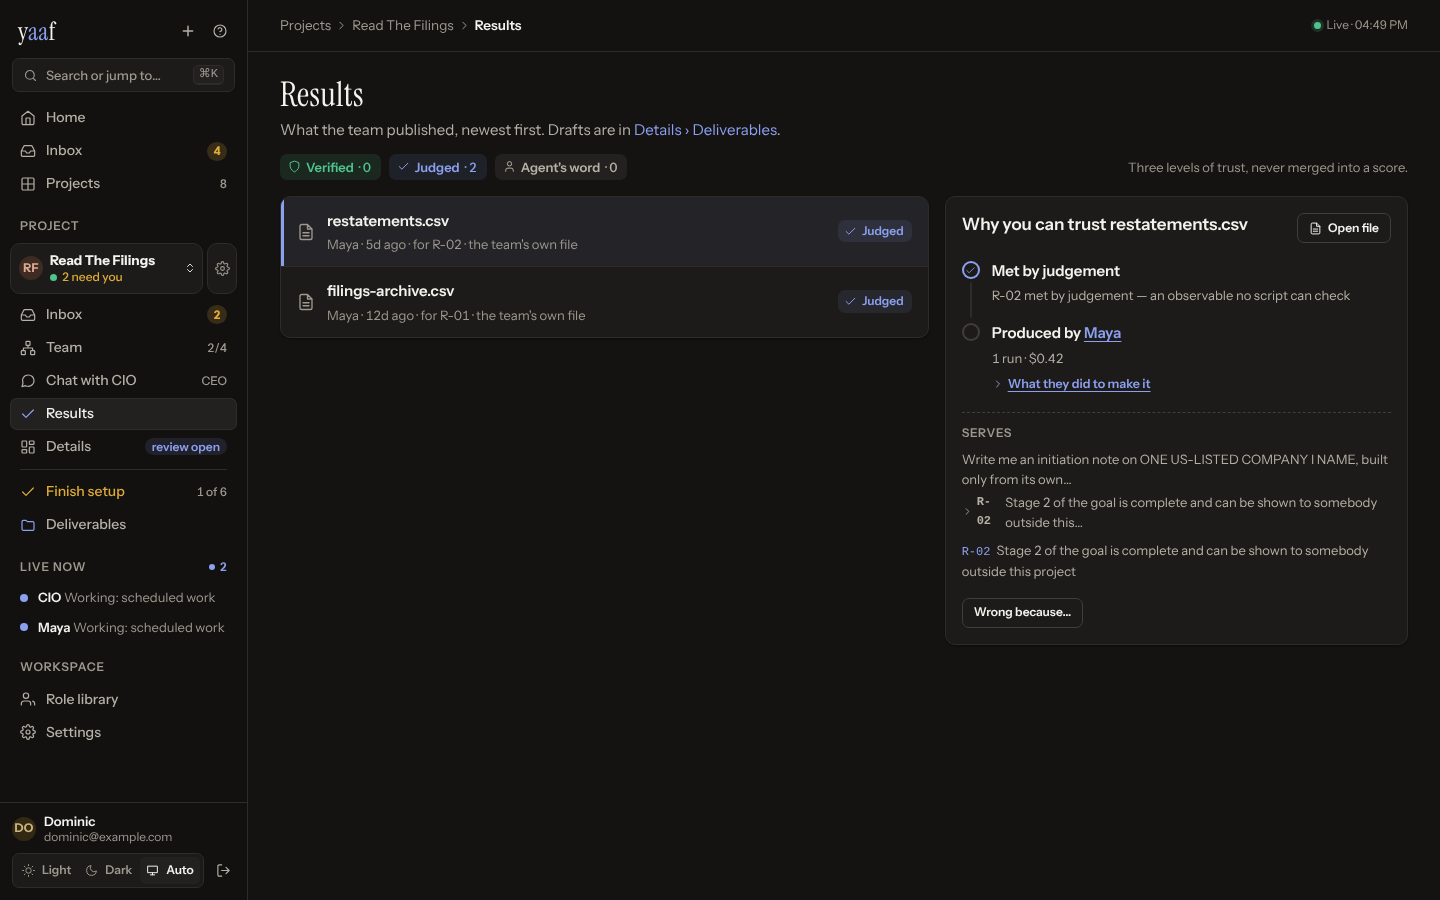 yaaf
Search or jump to...
⌘K
Home
Inbox
4
Projects
8
PROJECT
RF
Read The Filings
2 need you
Inbox
2
Team
2/4
Chat with CIO
CEO
Results
Details
review open
Finish setup
1 of 6
Deliverables
LIVE NOW
2
CIO Working: scheduled work
Maya Working: scheduled work
WORKSPACE
Role library
Settings
DO
Dominic
dominic@example.com
Light
Dark
Auto
Projects > Read The Filings > Results
Live · 04:49 PM
Results
What the team published, newest first. Drafts are in Details › Deliverables.
Verified · 0
Judged · 2
Agent's word · 0
Three levels of trust, never merged into a score.
restatements.csv
Maya · 5d ago · for R-02 · the team's own file
Judged
filings-archive.csv
Maya · 12d ago · for R-01 · the team's own file
Judged
Why you can trust restatements.csv
Open file
Met by judgement
R-02 met by judgement — an observable no script can check
Produced by Maya
1 run · $0.42
What they did to make it
SERVES
Write me an initiation note on ONE US-LISTED COMPANY I NAME, built
only from its own…
R-
02
Stage 2 of the goal is complete and can be shown to somebody
outside this…
R-02 Stage 2 of the goal is complete and can be shown to somebody
outside this project
Wrong because…